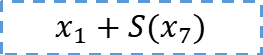 x₁ + S(x₇)